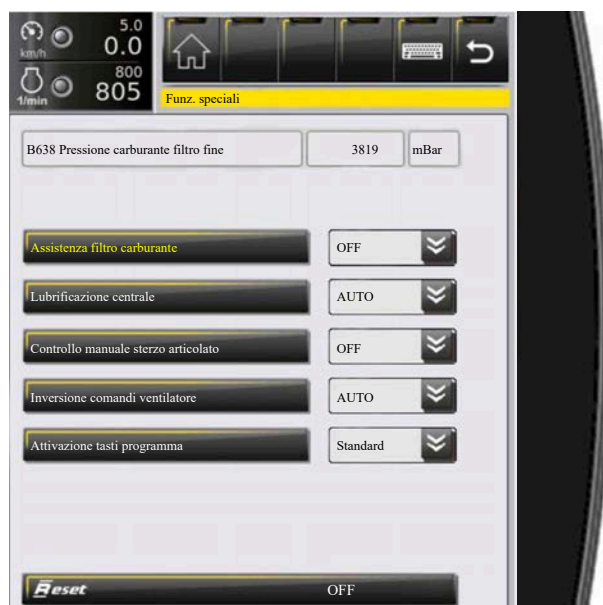 5.0
km/h 0.0
800
1/min 805
Funz. speciali
B638 Pressione carburante filtro fine 3819 mBar
Assistenza filtro carburante OFF
Lubrificazione centrale AUTO
Controllo manuale sterzo articolato OFF
Inversione comandi ventilatore AUTO
Attivazione tasti programma Standard
Reset OFF